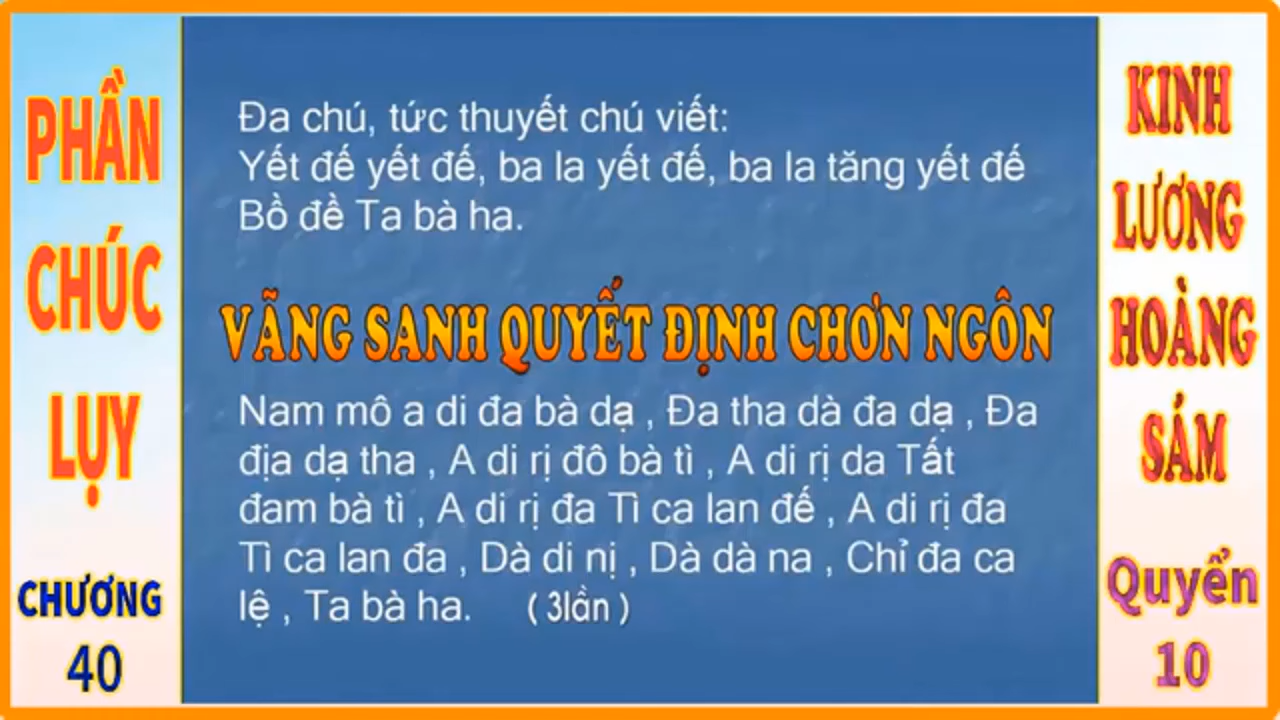 PHẦN
CHÚC
LỤY
CHƯƠNG
40
Đa chú, tức thuyết chú viết:
Yết đế yết đế, ba la yết đế, ba la tăng yết đế
Bồ đề Ta bà ha.
VÃNG SANH QUYẾT ĐỊNH CHƠN NGÔN
Nam mô a di đa bà dạ , Đa tha dà đa dạ , Đa
địa dạ tha , A di rị đô bà tì , A di rị da Tất
đam bà tì , A di rị đa Tì ca lan đế , A di rị đa
Tì ca lan đa , Dà di nị , Dà dà na , Chỉ đa ca
lệ , Ta bà ha. ( 3lần )
KINH
LƯƠNG
HOÀNG
SÁM
Quyển
10